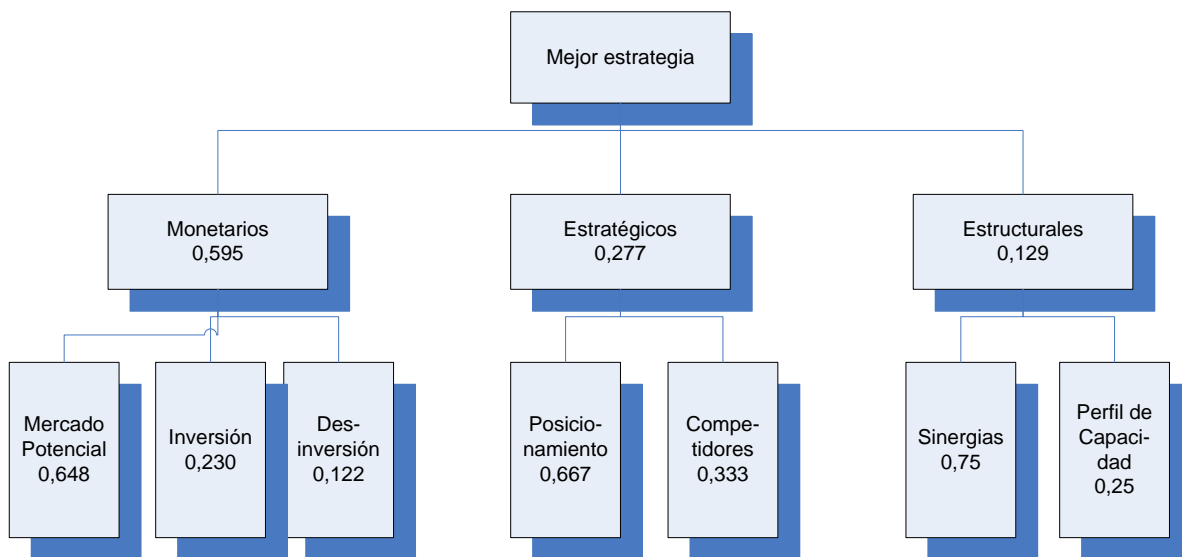 Mejor estrategia
Monetarios
0,595
Estratégicos
0,277
Estructurales
0,129
Mercado
Potencial
0,648
Inversión
0,230
Des-
inversión
0,122
Posicio-
namiento
0,667
Compe-
tidores
0,333
Sinergias
0,75
Perfil de
Capaci-
dad
0,25